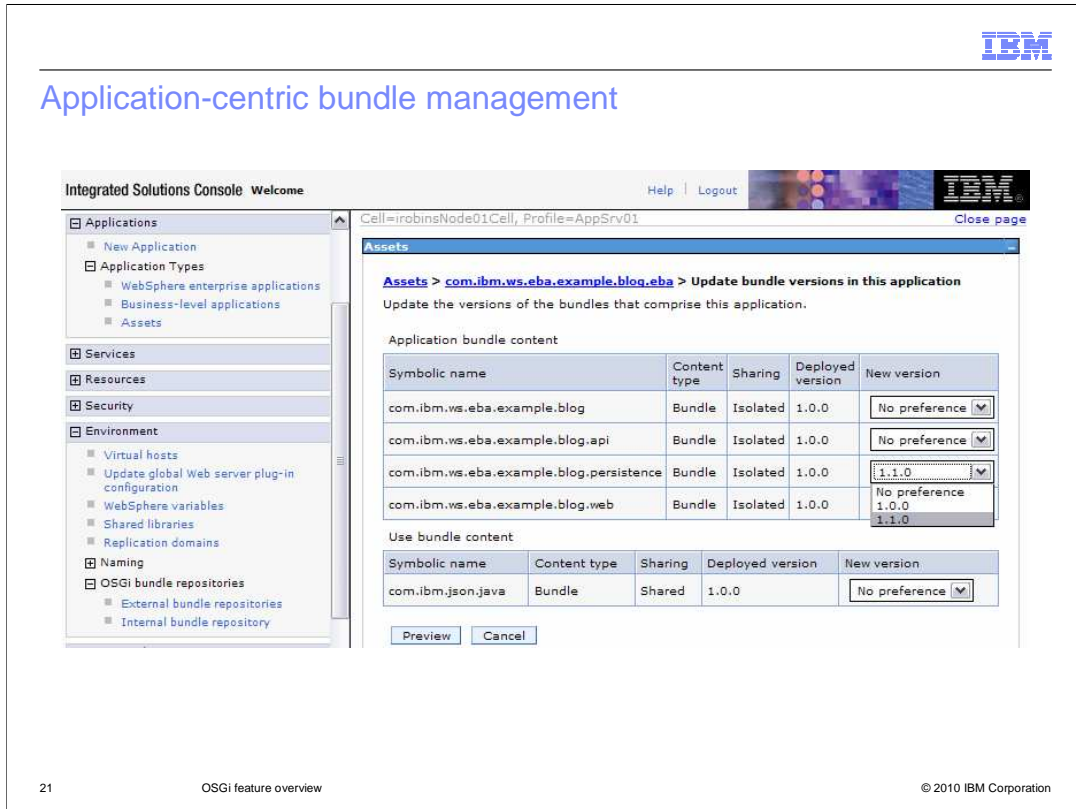 IBM
Application-centric bundle management
Integrated Solutions Console Welcome
Help | Logout
IBM
Applications
New Application
Application Types
WebSphere enterprise applications
Business-level applications
Assets
Services
Resources
Security
Environment
Virtual hosts
Update global Web server plug-in
configuration
WebSphere variables
Shared libraries
Replication domains
Naming
OSGi bundle repositories
External bundle repositories
Internal bundle repository
Cell=irobinsNode01Cell, Profile=AppSrv01
Close page
Assets
Assets > com.ibm.ws.eba.example.blog.eba > Update bundle versions in this application
Update the versions of the bundles that comprise this application.
Application bundle content
Symbolic name Content type Sharing Deployed version New version
com.ibm.ws.eba.example.blog Bundle Isolated 1.0.0 No preference
com.ibm.ws.eba.example.blog.api Bundle Isolated 1.0.0 No preference
com.ibm.ws.eba.example.blog.persistence Bundle Isolated 1.0.0 1.1.0
No preference
1.0.0
1.1.0
com.ibm.ws.eba.example.blog.web Bundle Isolated 1.0.0
Use bundle content
Symbolic name Content type Sharing Deployed version New version
com.ibm.json.java Bundle Shared 1.0.0 No preference
Preview Cancel
21 OSGi feature overview © 2010 IBM Corporation